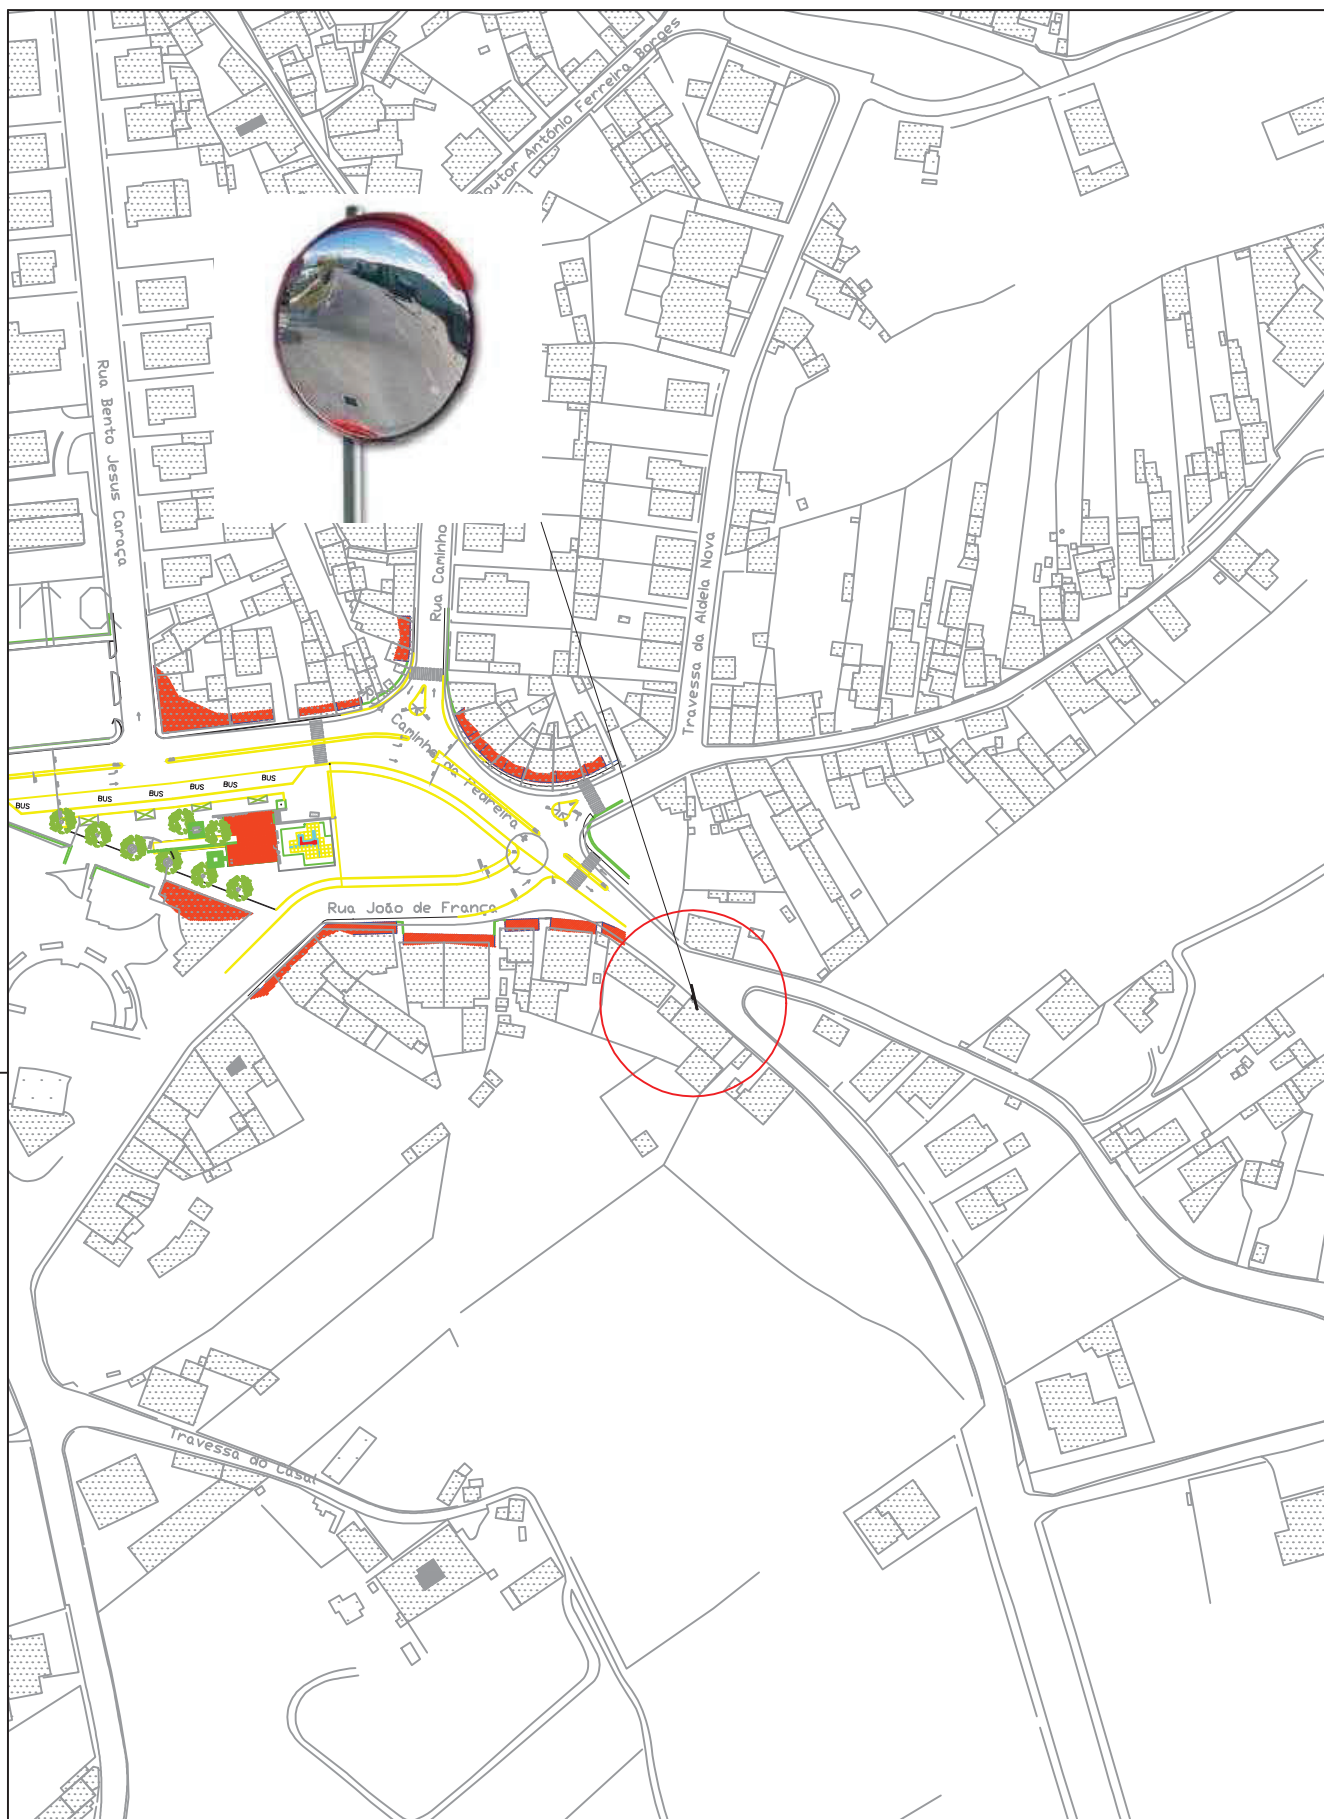 Doutor António Ferreira Borges
Rua Bento Jesus Caraça
Rua Caminho
Travessa da Aldeia Nova
Caminho da Pedreira
BUS
BUS
BUS
BUS
BUS
BUS
Rua João de França
Travessa do Casal